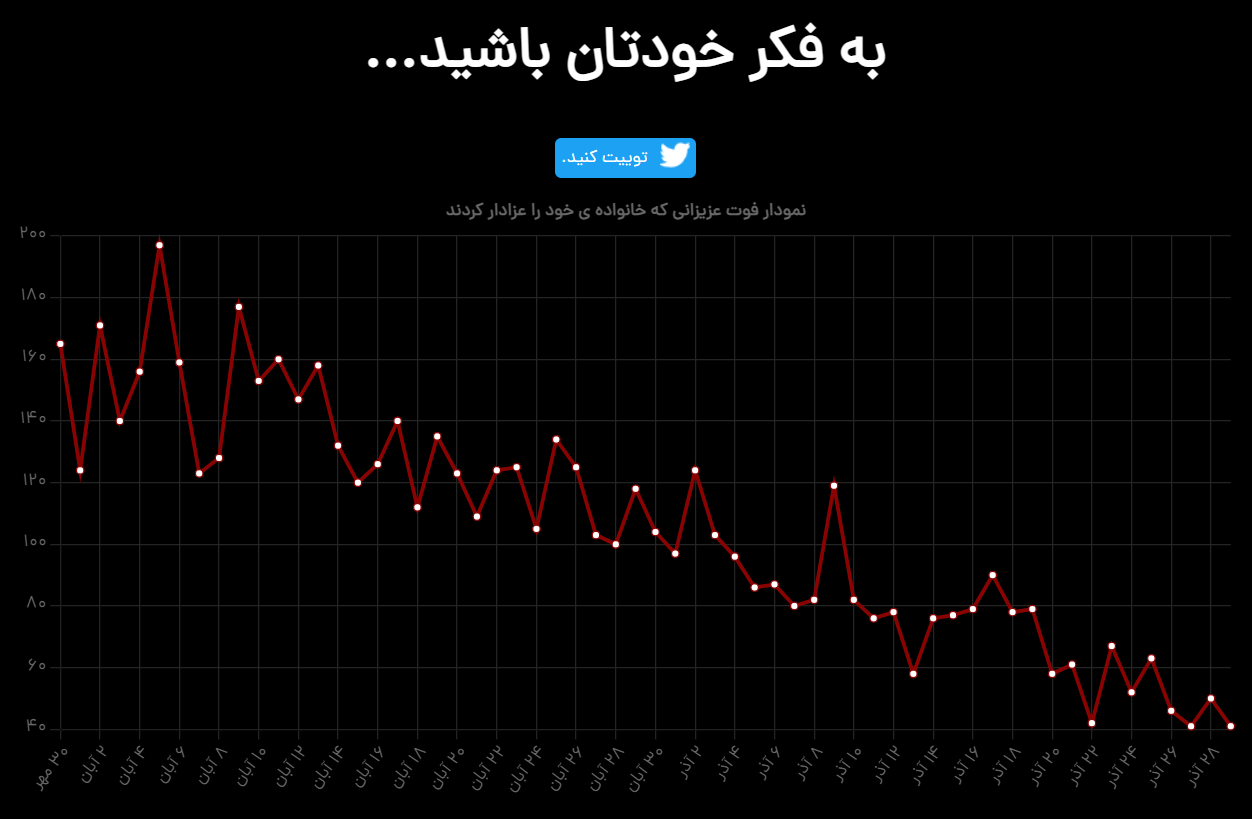 به فکر خودتان باشید...
توییت کنید.
نمودار فوت عزیزانی که خانواده ی خود را عزادار کردند
۲۰۰
۱۸۰
۱۶۰
۱۴۰
۱۲۰
۱۰۰
۸۰
۶۰
۴۰
۳۰ مهر
۲ آبان
۴ آبان
۶ آبان
۸ آبان
۱۰ آبان
۱۲ آبان
۱۴ آبان
۱۶ آبان
۱۸ آبان
۲۰ آبان
۲۲ آبان
۲۴ آبان
۲۶ آبان
۲۸ آبان
۳۰ آبان
۲ آذر
۴ آذر
۶ آذر
۸ آذر
۱۰ آذر
۱۲ آذر
۱۴ آذر
۱۶ آذر
۱۸ آذر
۲۰ آذر
۲۲ آذر
۲۴ آذر
۲۶ آذر
۲۸ آذر